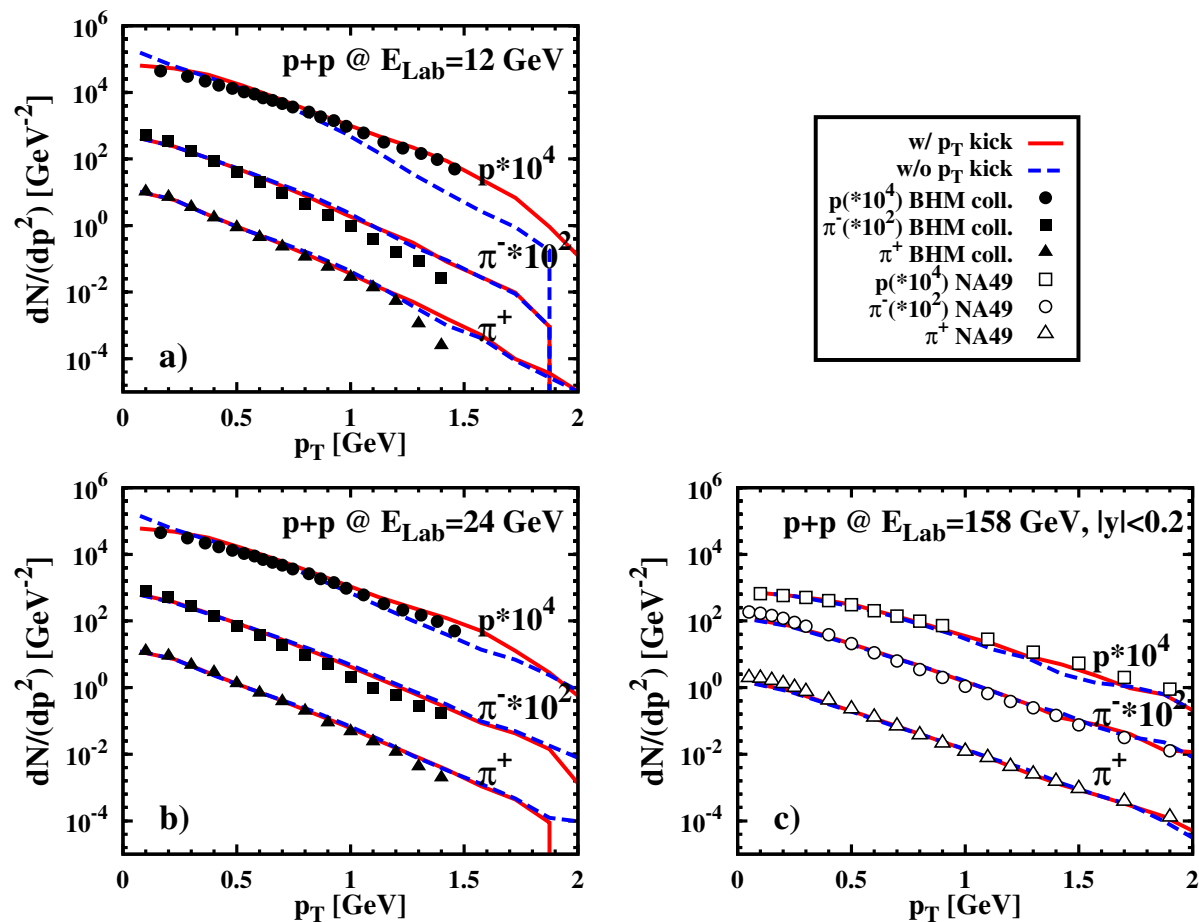 10^6
10^4
10^2
10^0
10^-2
10^-4
dN/(dp^2) [GeV^-2]
p+p @ E_Lab=12 GeV
p*10^4
π^-*10^2
π^+
a)
0 0.5 1 1.5 2
p_T [GeV]
w/ p_T kick
w/o p_T kick
p(*10^4) BHM coll.
π^-(*10^2) BHM coll.
π^+ BHM coll.
p(*10^4) NA49
π^-(*10^2) NA49
π^+ NA49
10^6
10^4
10^2
10^0
10^-2
10^-4
dN/(dp^2) [GeV^-2]
p+p @ E_Lab=24 GeV
p*10^4
π^-*10^2
π^+
b)
0 0.5 1 1.5 2
p_T [GeV]
10^6
10^4
10^2
10^0
10^-2
10^-4
dN/(dp^2) [GeV^-2]
p+p @ E_Lab=158 GeV, |y|<0.2
p*10^4
π^-*10^2
π^+
c)
0 0.5 1 1.5 2
p_T [GeV]